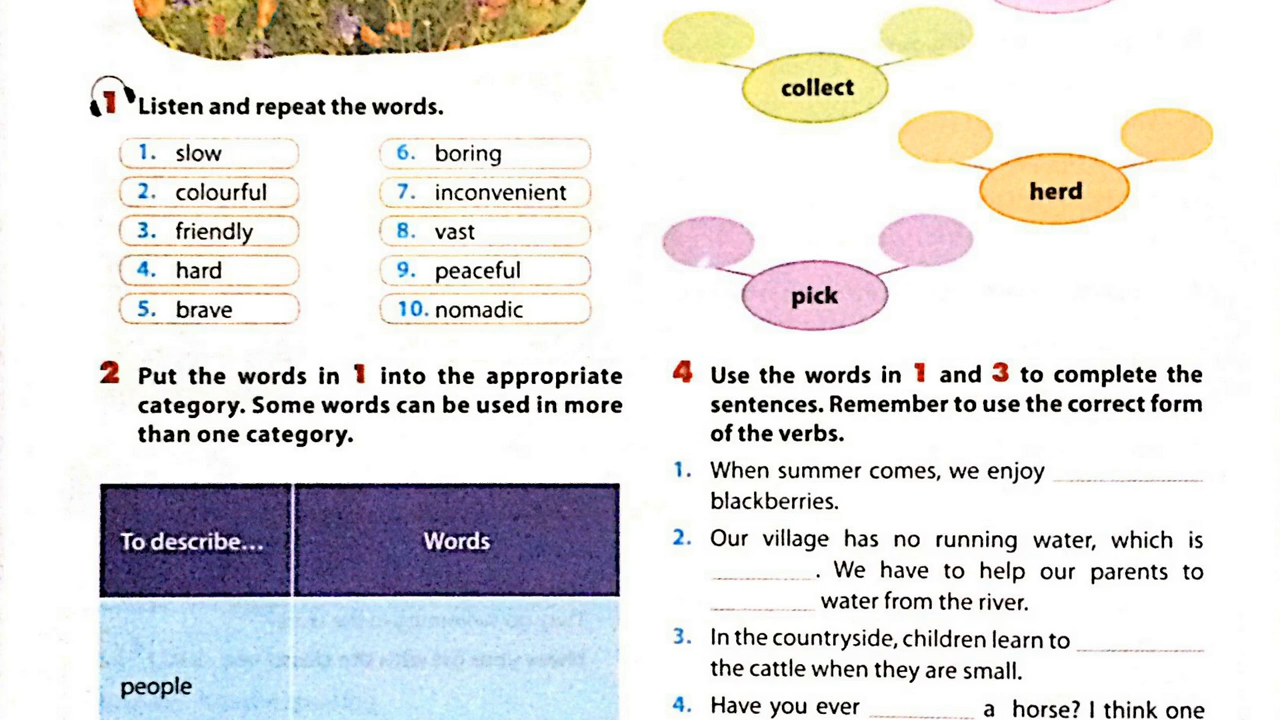 1 Listen and repeat the words.
1. slow
2. colourful
3. friendly
4. hard
5. brave
6. boring
7. inconvenient
8. vast
9. peaceful
10. nomadic
2 Put the words in 1 into the appropriate
category. Some words can be used in more
than one category.
To describe... Words
people
collect
herd
pick
4 Use the words in 1 and 3 to complete the
sentences. Remember to use the correct form
of the verbs.
1. When summer comes, we enjoy
blackberries.
2. Our village has no running water, which is
. We have to help our parents to
water from the river.
3. In the countryside, children learn to
the cattle when they are small.
4. Have you ever a horse? I think one